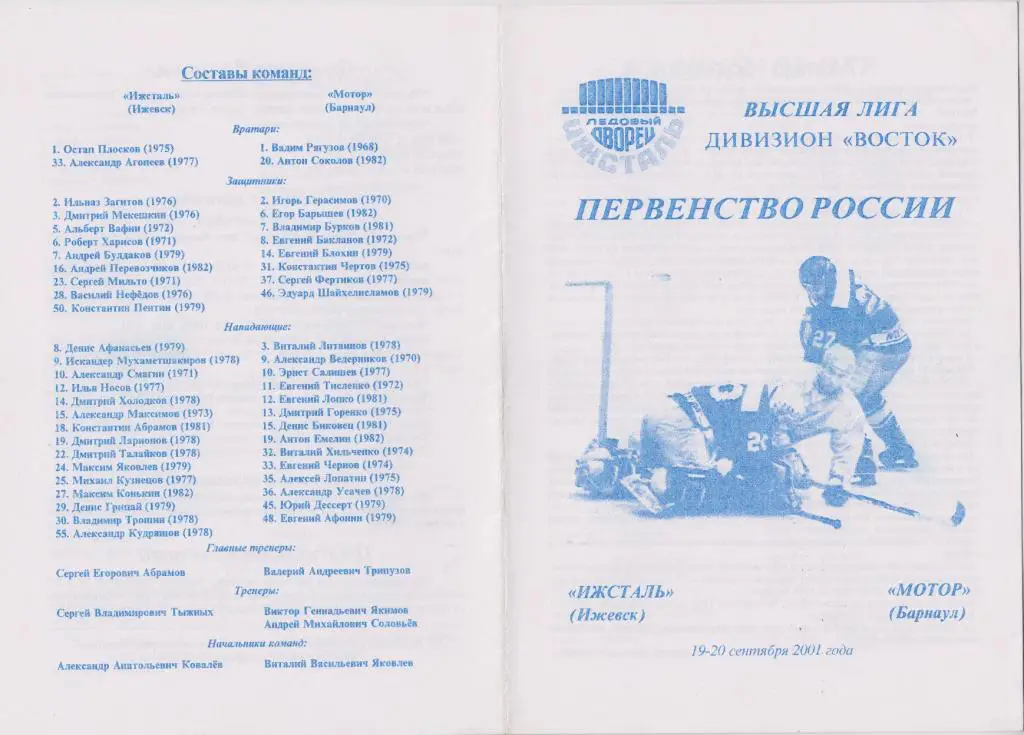 Составы команд:
«Ижсталь»
(Ижевск)
«Мотор»
(Барнаул)
Вратари:
1. Остап Плосков (1975)
33. Александр Агопеев (1977)
1. Вадим Рягузов (1968)
20. Антон Соколов (1982)
Защитники:
2. Ильваз Загитов (1976)
3. Дмитрий Мекешкин (1976)
5. Альберт Вафин (1972)
6. Роберт Харисов (1971)
7. Андрей Булдаков (1979)
16. Андрей Перевозчиков (1982)
23. Сергей Мильто (1971)
28. Василий Нефёдов (1976)
50. Константин Пентин (1979)
2. Игорь Герасимов (1970)
6. Егор Барышев (1982)
7. Владимир Бурков (1981)
8. Евгений Бакланов (1972)
14. Евгений Блохин (1979)
31. Константин Чертов (1975)
37. Сергей Фертиков (1977)
46. Эдуард Шайхелисламов (1979)
Нападающие:
8. Денис Афанасьев (1979)
9. Искандер Мухаметшакиров (1978)
10. Александр Смагин (1971)
12. Илья Носов (1977)
14. Дмитрий Холодков (1978)
15. Александр Максимов (1973)
18. Константин Абрамов (1981)
19. Дмитрий Ларионов (1978)
22. Дмитрий Талайков (1978)
24. Максим Яковлев (1979)
25. Михаил Кузнецов (1977)
27. Максим Конькин (1982)
29. Денис Грицай (1979)
30. Владимир Трошин (1978)
55. Александр Кудряшов (1978)
3. Виталий Литвинов (1978)
9. Александр Ведерников (1970)
10. Эрнст Салищев (1977)
11. Евгений Тисленко (1972)
12. Евгений Лопко (1981)
13. Дмитрий Горенко (1975)
15. Денис Биковец (1981)
19. Антон Емелин (1982)
32. Виталий Хильченко (1974)
33. Евгений Чернов (1974)
35. Алексей Лопатин (1975)
36. Александр Усачев (1978)
45. Юрий Дессерт (1979)
48. Евгений Афонин (1979)
Главные тренеры:
Сергей Егорович Абрамов
Валерий Андреевич Трипузов
Тренеры:
Сергей Владимирович Тыжных
Виктор Геннадьевич Якимов
Андрей Михайлович Соловьёв
Начальники команд:
Александр Анатольевич Ковалёв
Виталий Васильевич Яковлев
ЛЕДОВЫЙ
ДВОРЕЦ
ИЖСТАЛЬ
ВЫСШАЯ ЛИГА
ДИВИЗИОН «ВОСТОК»
ПЕРВЕНСТВО РОССИИ
27
«ИЖСТАЛЬ»
(Ижевск)
«МОТОР»
(Барнаул)
19-20 сентября 2001 года